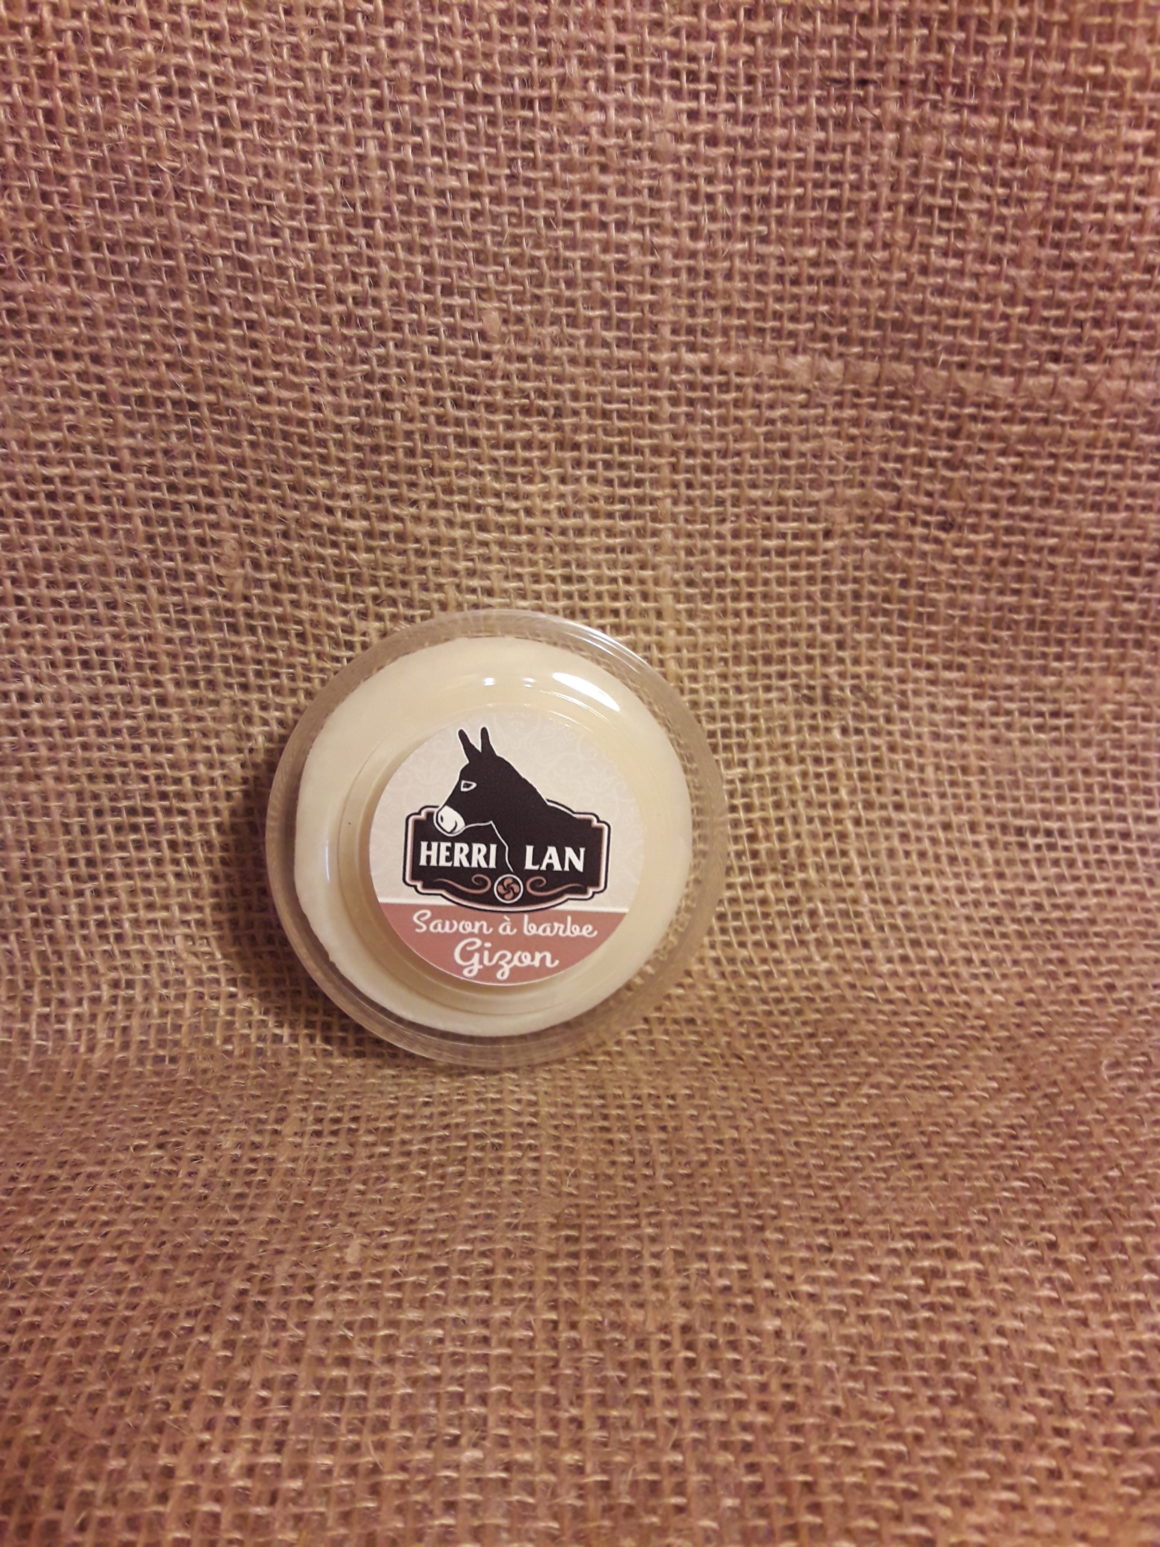 HERRI LAN
Savon à barbe
Gizon